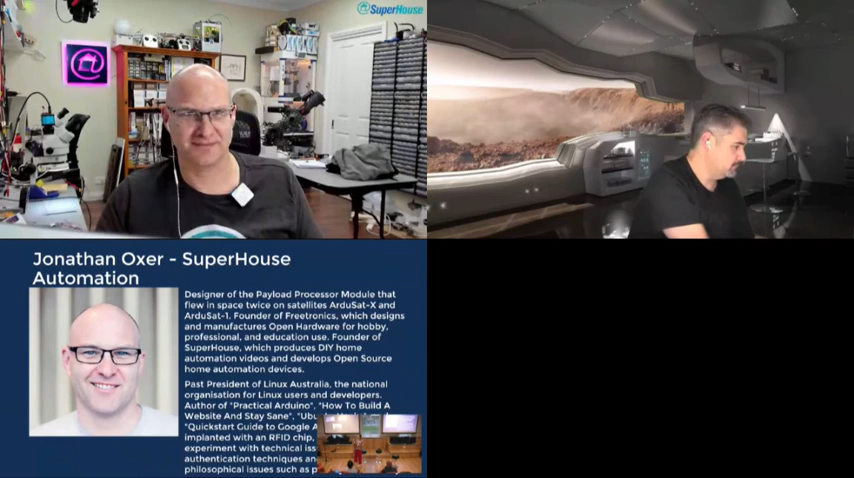 SuperHouse
Jonathan Oxer - SuperHouse
Automation
Designer of the Payload Processor Module that
flew in space twice on satellites ArduSat-X and
ArduSat-1. Founder of Freetronics, which designs
and manufactures Open Hardware for hobby,
professional, and education use. Founder of
SuperHouse, which produces DIY home
automation videos and develops Open Source
home automation devices.
Past President of Linux Australia, the national
organisation for Linux users and developers.
Author of "Practical Arduino", "How To Build A
Website And Stay Sane",
"Quickstart Guide to Google
implanted with an RFID chip,
experiment with technical
authentication techniques
philosophical issues such as